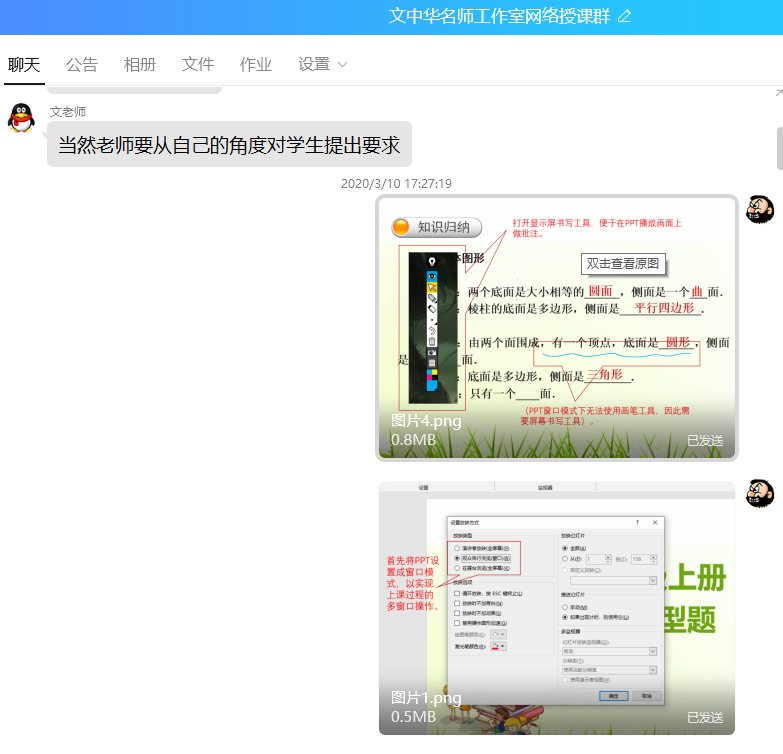 文中华名师工作室网络授课群
聊天 公告 相册 文件 作业 设置
文老师
当然老师要从自己的角度对学生提出要求
2020/3/10 17:27:19
知识归纳
打开显示屏书写工具，便于在PPT播放画面上
做批注。
本图形
双击查看原图
：两个底面是大小相等的 圆面 ，侧面是一个曲面．
：棱柱的底面是多边形，侧面是 平行四边形 ．
：由两个面围成，有一个顶点，底面是 圆形 ，侧面
是 面．
：底面是多边形，侧面是三角形 ．
：只有一个____面．
（PPT窗口模式下无法使用画笔工具，因此需
要屏幕书写工具）。
图片4.png
0.8MB
已发送
设置 监视器
设置放映方式 ? ×
放映类型
演讲者放映(全屏幕)(P)
观众自行浏览(窗口)(B)
在展台浏览(全屏幕)(K)
放映选项
循环放映，按 ESC 键终止(L)
放映时不加旁白(N)
放映时不加动画(S)
禁用硬件图形加速(G)
绘图笔颜色(E):
激光笔颜色(R):
放映幻灯片
全部(A)
从(F): 1 到(T): 158
自定义放映(C):
推进幻灯片
手动(M)
如果出现计时，则使用它(U)
多监视器
幻灯片放映监视器(O):
自动
分辨率(T):
使用当前分辨率
使用演示者视图(V)
确定 取消
首先将PPT设
置成窗口模
式，以实现
上课过程的
多窗口操作。
上册
型题
图片1.png
0.5MB
已发送